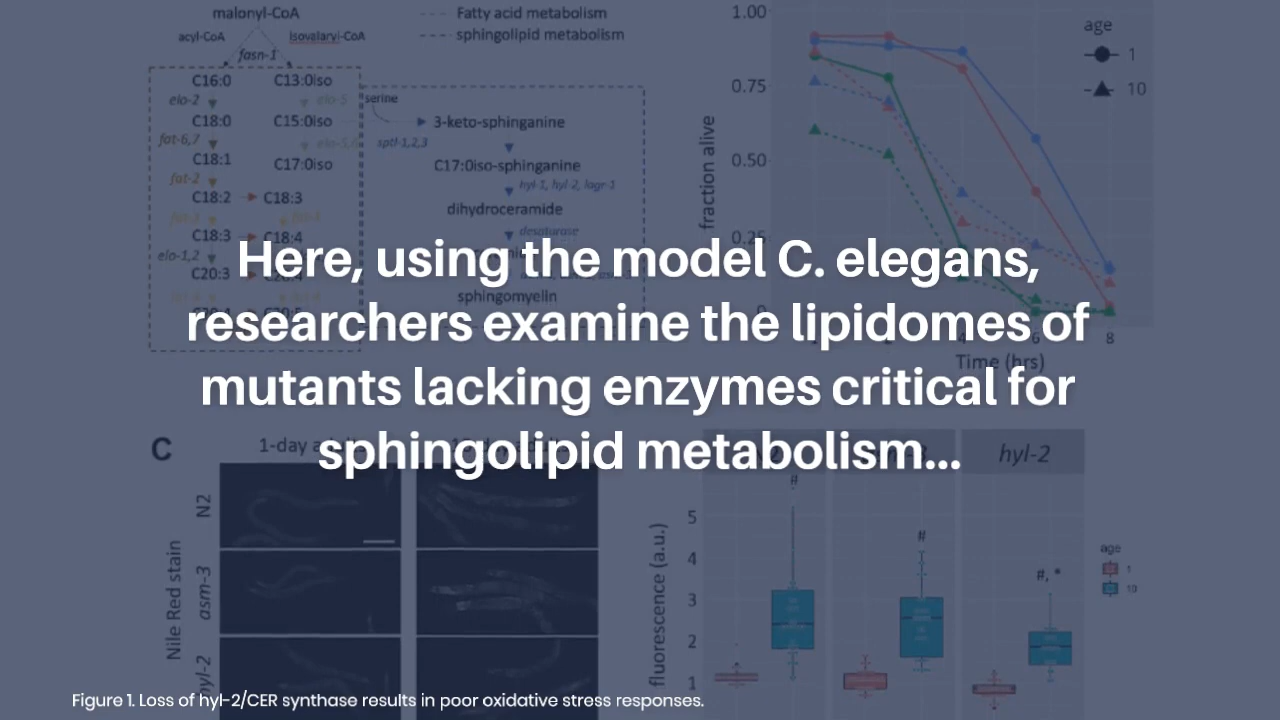 malonyl-CoA
acyl-CoA
Isovalaryl-CoA
fasn-1
Fatty acid metabolism
sphingolipid metabolism
C16:0
C13:0iso
elo-2
elo-5
C18:0
C15:0iso
fat-6,7
C18:1
C17:0iso
fat-2
C18:2
C18:3
C18:3
C18:4
elo-1,2
C20:3
serine
3-keto-sphinganine
sptl-1,2,3
C17:0iso-sphinganine
hyl-1, hyl-2, lagr-1
dihydroceramide
desaturase
sphingomyelin
fraction alive
1.00
0.75
0.50
0.25
0
age
1
10
6
8
Time (hrs)
Here, using the model C. elegans,
researchers examine the lipidomes of
mutants lacking enzymes critical for
sphingolipid metabolism...
C
1-day
N2
asm-3
hyl-2
Nile Red stain
hyl-2
fluorescence (a.u.)
5
4
3
2
1
#
#
#, *
age
1
10
Figure 1. Loss of hyl-2/CER synthase results in poor oxidative stress responses.